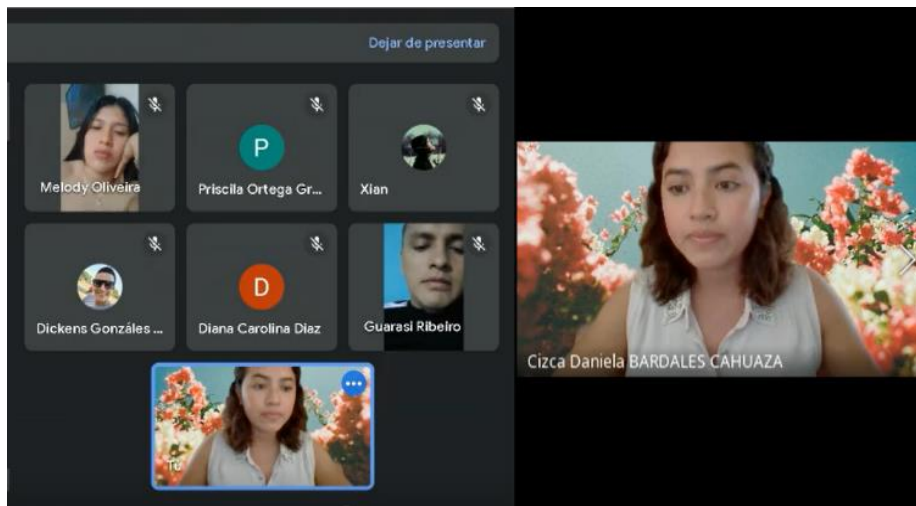 Dejar de presentar
Melody Oliveira
P
Priscila Ortega Gr...
Xian
Dickens Gonzáles ...
D
Diana Carolina Diaz
Guarasi Ribeiro
Tú
Cizca Daniela BARDALES CAHUAZA